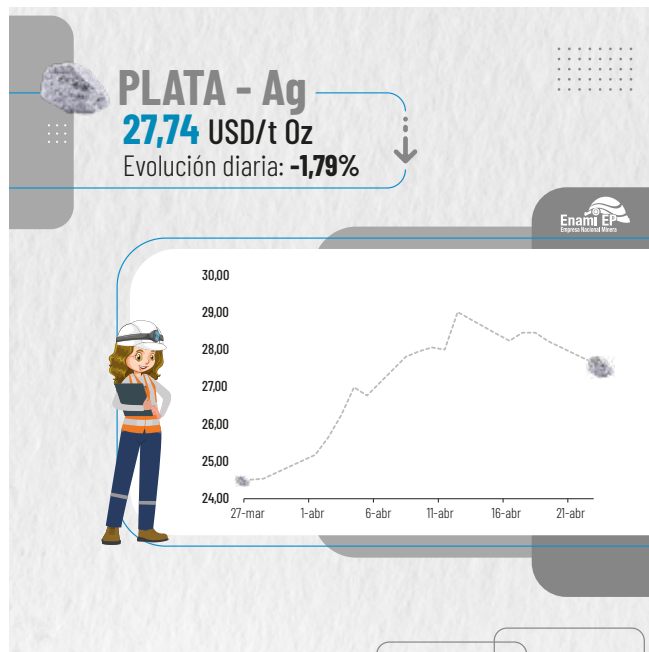 PLATA - Ag
27,74 USD/t Oz
Evolución diaria: -1,79%
Enami EP
Empresa Nacional Minera
30,00
29,00
28,00
27,00
26,00
25,00
24,00
27-mar 1-abr 6-abr 11-abr 16-abr 21-abr